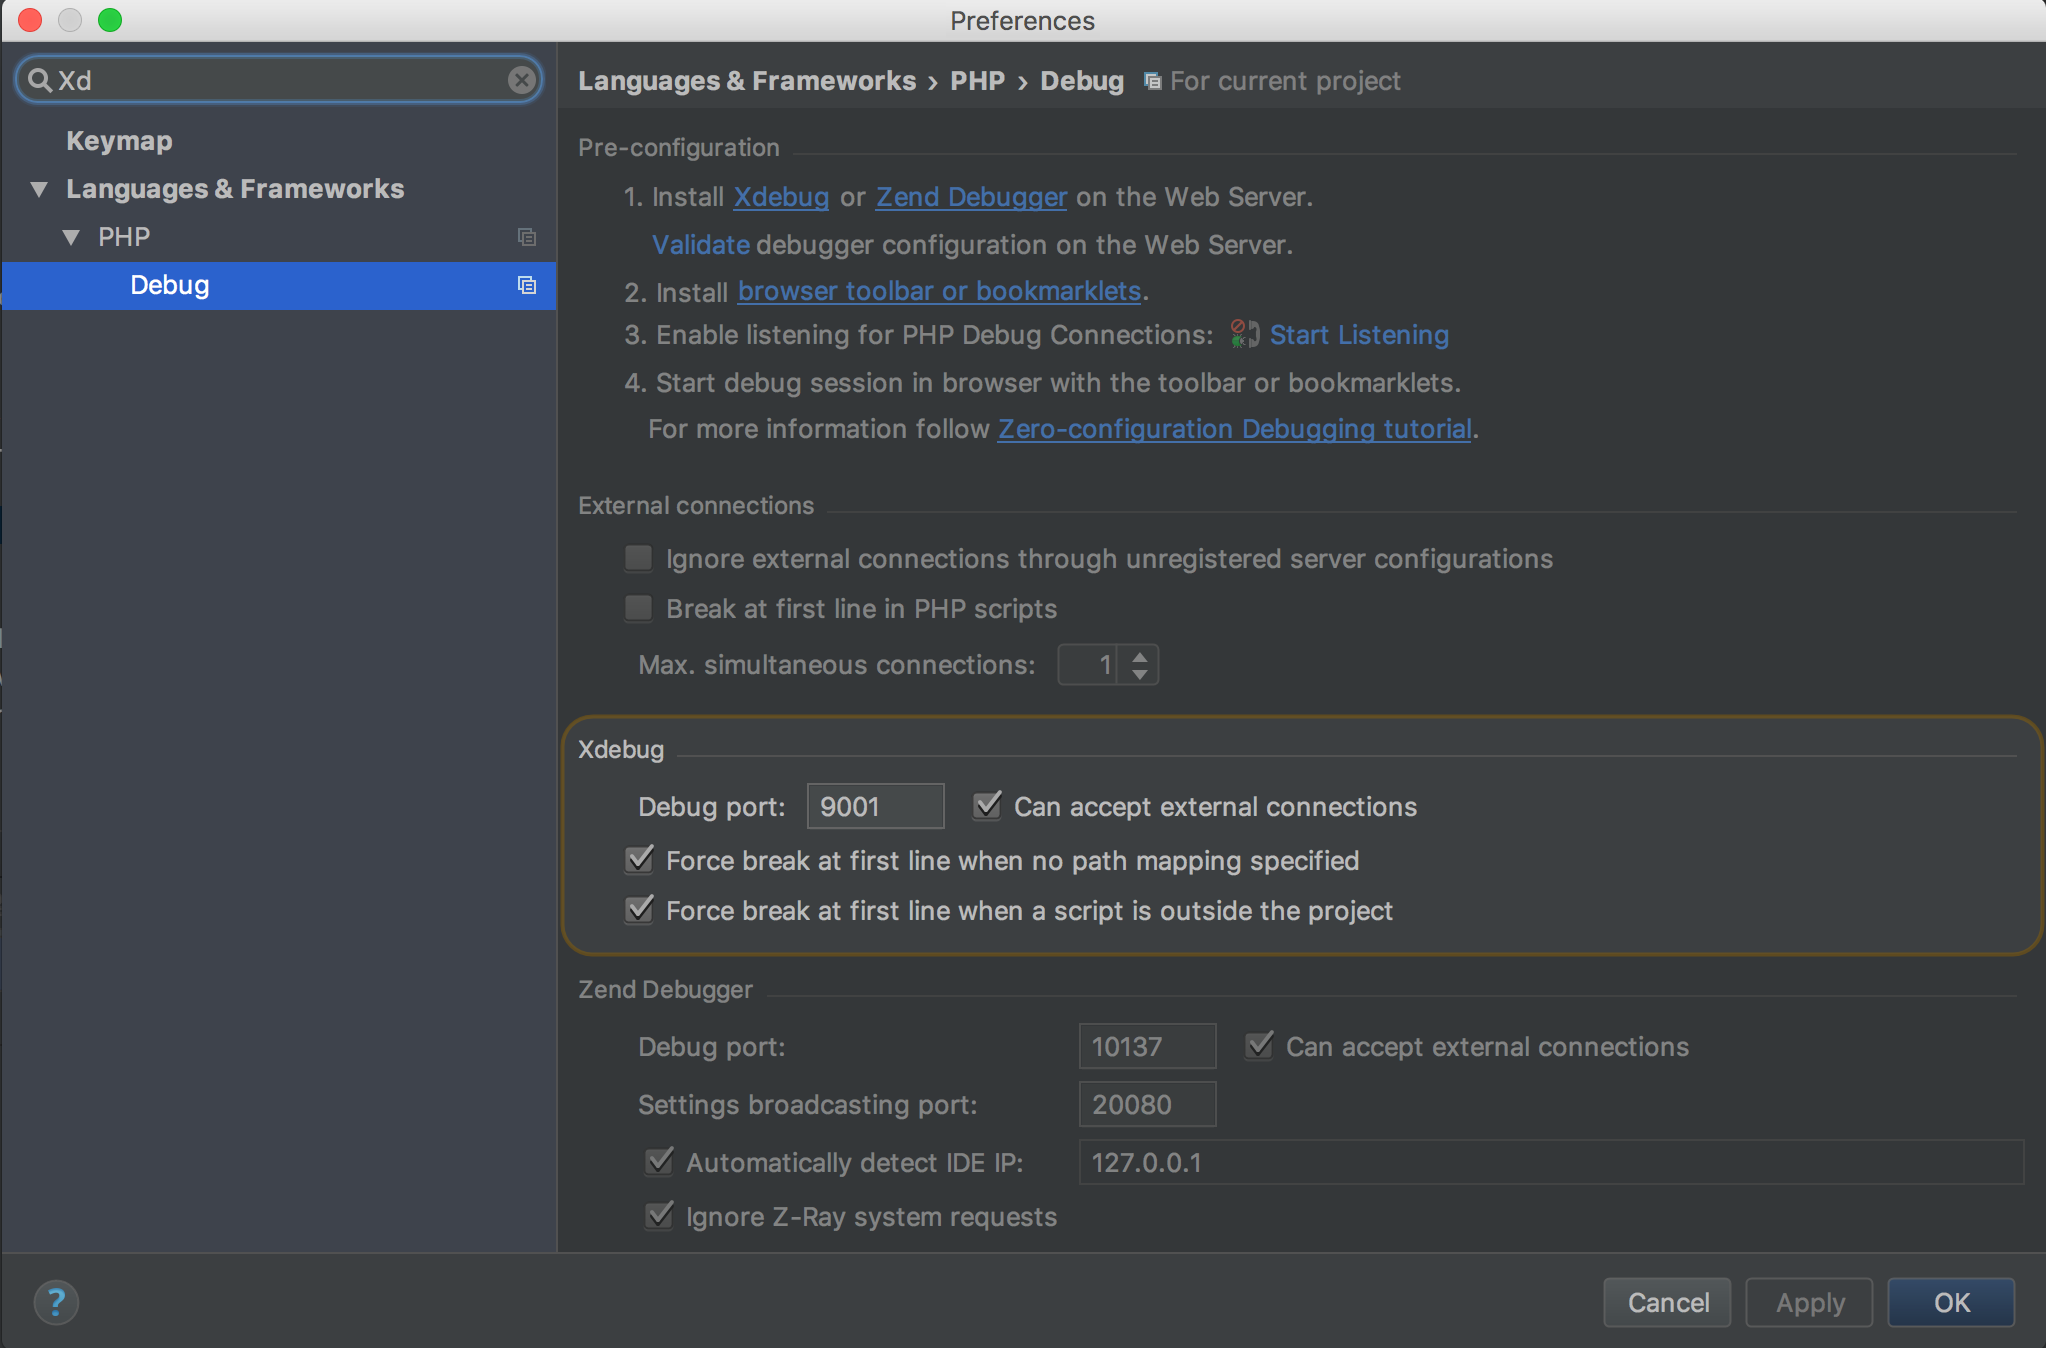 Preferences
Xd
Keymap
Languages & Frameworks
PHP
Debug
Languages & Frameworks › PHP › Debug For current project
Pre-configuration
1. Install Xdebug or Zend Debugger on the Web Server.
Validate debugger configuration on the Web Server.
2. Install browser toolbar or bookmarklets.
3. Enable listening for PHP Debug Connections: Start Listening
4. Start debug session in browser with the toolbar or bookmarklets.
For more information follow Zero-configuration Debugging tutorial.
External connections
Ignore external connections through unregistered server configurations
Break at first line in PHP scripts
Max. simultaneous connections: 1
Xdebug
Debug port: 9001 Can accept external connections
Force break at first line when no path mapping specified
Force break at first line when a script is outside the project
Zend Debugger
Debug port: 10137 Can accept external connections
Settings broadcasting port: 20080
Automatically detect IDE IP: 127.0.0.1
Ignore Z-Ray system requests
? Cancel Apply OK